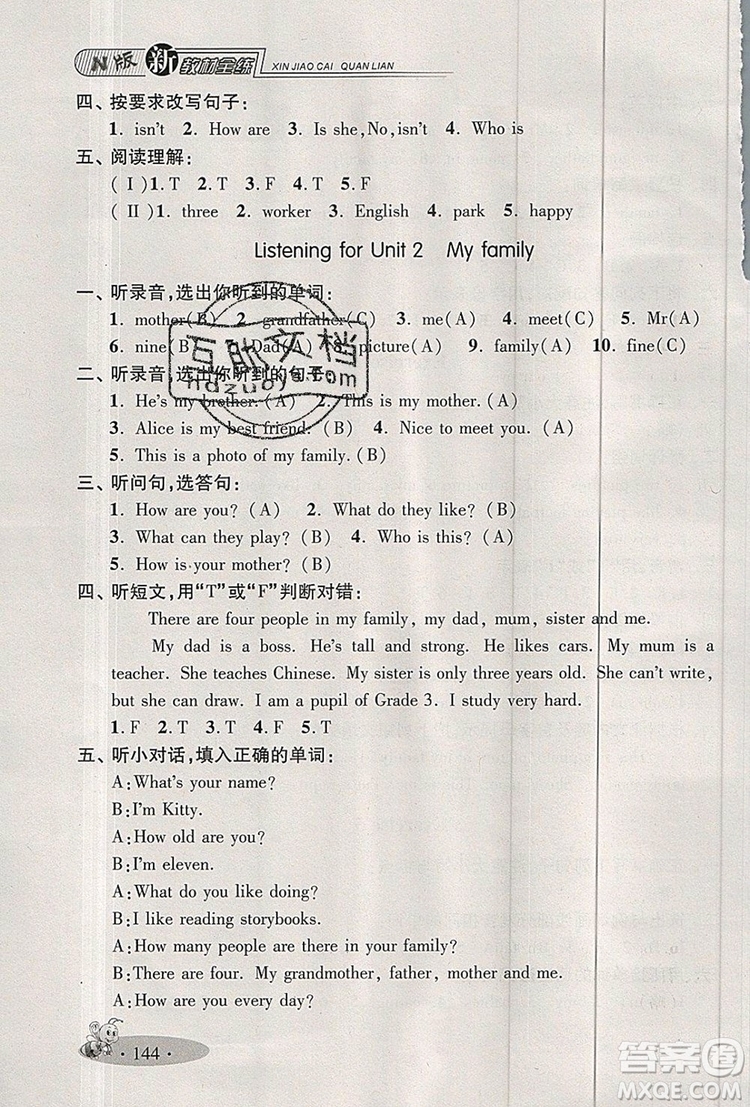 N版 新 教材全练 XIN JIAO CAI QUAN LIAN
四、按要求改写句子:
1. isn't 2. How are 3. Is she,No,isn't 4. Who is
五、阅读理解:
(Ⅰ)1. T 2. T 3. F 4. T 5. F
(Ⅱ)1. three 2. worker 3. English 4. park 5. happy
Listening for Unit 2 My family
一、听录音,选出你听到的单词:
1. mother(B) 2. grandfather(C) 3. me(A) 4. meet(C) 5. Mr(A)
6. nine(B) Dad(A) picture(A) 9. family(A) 10. fine(C)
二、听录音,选出你听到的句子:
1. He's my brother. (A) 2. This is my mother. (A)
3. Alice is my best friend. (B) 4. Nice to meet you. (A)
5. This is a photo of my family. (B)
三、听问句,选答句:
1. How are you? (A) 2. What do they like? (B)
3. What can they play? (B) 4. Who is this? (A)
5. How is your mother? (B)
四、听短文,用“T”或“F”判断对错:
There are four people in my family, my dad, mum, sister and me.
My dad is a boss. He's tall and strong. He likes cars. My mum is a
teacher. She teaches Chinese. My sister is only three years old. She can't write,
but she can draw. I am a pupil of Grade 3. I study very hard.
1. F 2. T 3. T 4. F 5. T
五、听小对话,填入正确的单词:
A:What's your name?
B:I'm Kitty.
A:How old are you?
B:I'm eleven.
A:What do you like doing?
B:I like reading storybooks.
A:How many people are there in your family?
B:There are four. My grandmother, father, mother and me.
A:How are you every day?
· 144 ·
互助文档
hdzuoye.com
答案圈
MXQE.COM